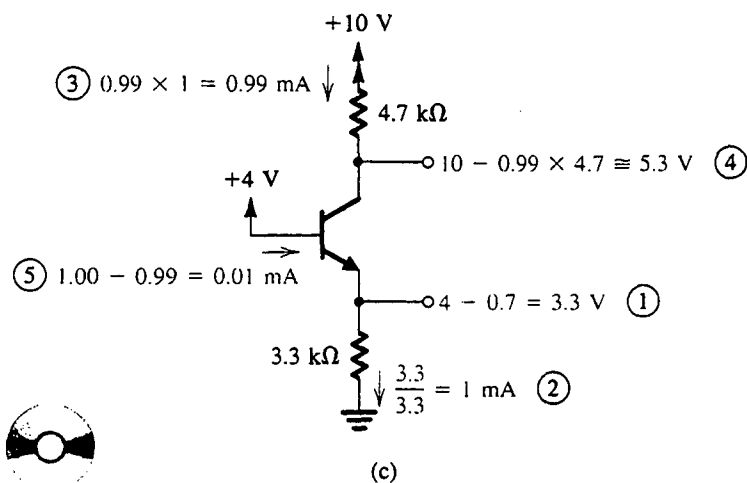 +10 V
③ 0.99 × 1 = 0.99 mA
4.7 kΩ
10 − 0.99 × 4.7 ≅ 5.3 V ④
+4 V
⑤ 1.00 − 0.99 = 0.01 mA
4 − 0.7 = 3.3 V ①
3.3 kΩ
3.3
3.3
= 1 mA ②
(c)